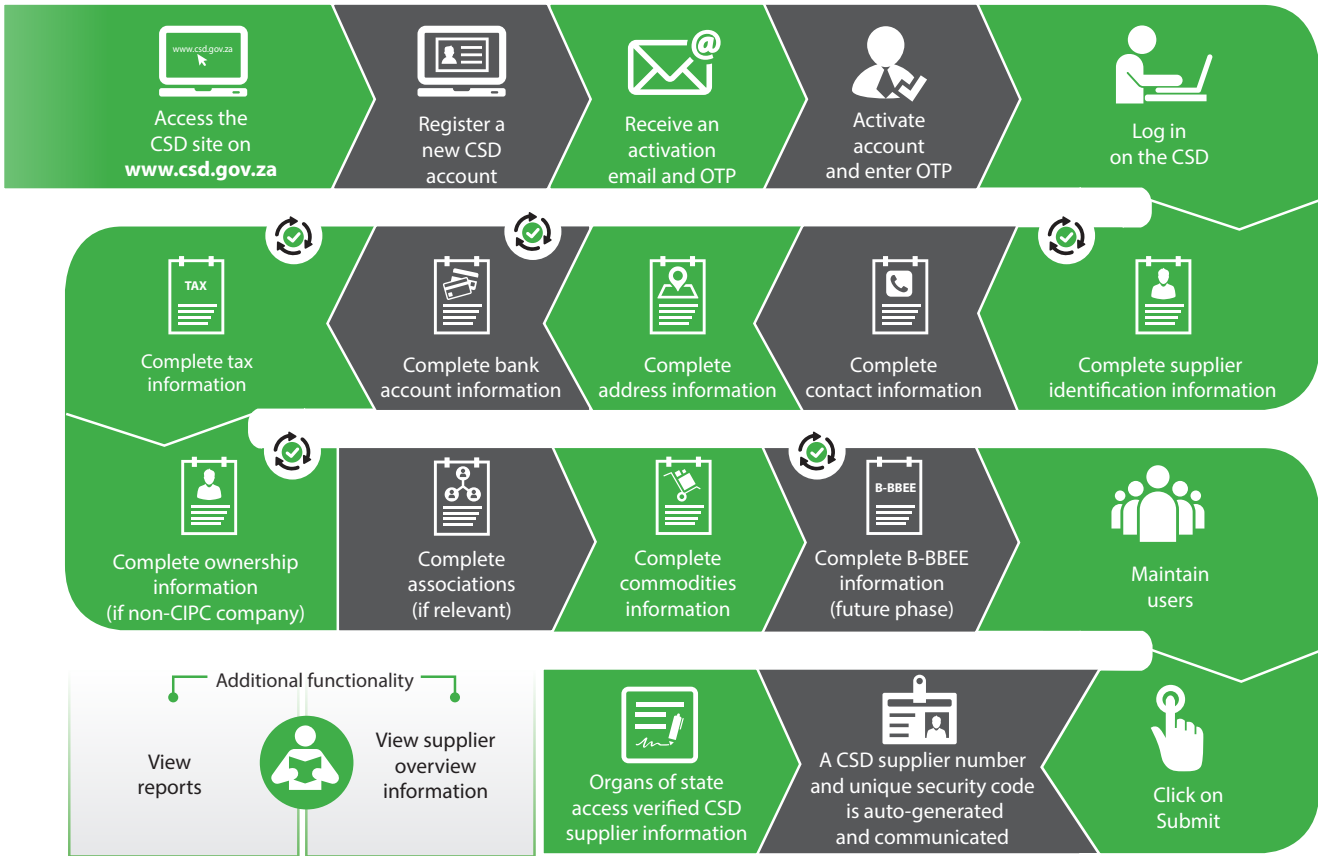 www.csd.gov.za
Access the
CSD site on
www.csd.gov.za
Register a
new CSD
account
Receive an
activation
email and OTP
Activate
account
and enter OTP
Log in
on the CSD
Complete supplier
identification information
Complete
contact information
Complete
address information
Complete bank
account information
TAX
Complete tax
information
Complete ownership
information
(if non-CIPC company)
Complete
associations
(if relevant)
Complete
commodities
information
B-BBEE
Complete B-BBEE
information
(future phase)
Maintain
users
Click on
Submit
A CSD supplier number
and unique security code
is auto-generated
and communicated
Organs of state
access verified CSD
supplier information
Additional functionality
View
reports
View supplier
overview
information